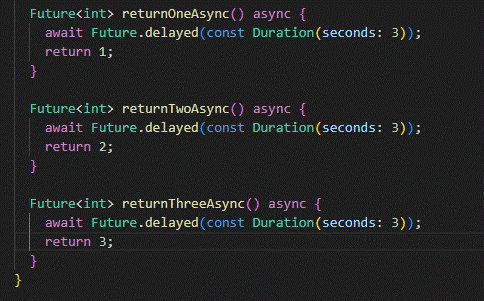 Future<int> returnOneAsync() async {
await Future.delayed(const Duration(seconds: 3));
return 1;
}
Future<int> returnTwoAsync() async {
await Future.delayed(const Duration(seconds: 3));
return 2;
}
Future<int> returnThreeAsync() async {
await Future.delayed(const Duration(seconds: 3));
return 3;
}
}